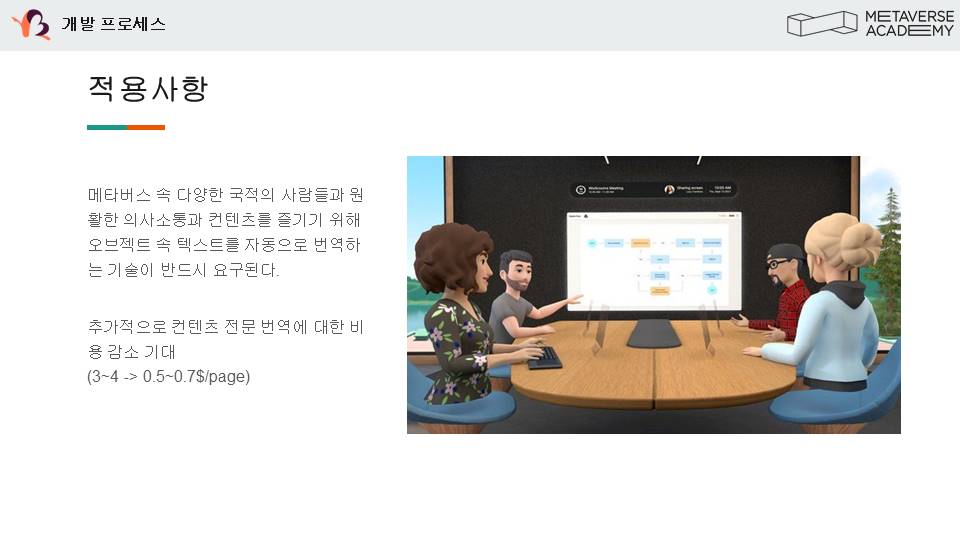 개발 프로세스
METAVERSE
ACADEMY
적용사항
메타버스 속 다양한 국적의 사람들과 원
활한 의사소통과 컨텐츠를 즐기기 위해
오브젝트 속 텍스트를 자동으로 번역하
는 기술이 반드시 요구된다.
추가적으로 컨텐츠 전문 번역에 대한 비
용 감소 기대
(3~4 -> 0.5~0.7$/page)
Workrooms Meeting
Sharing screen
10:05 AM